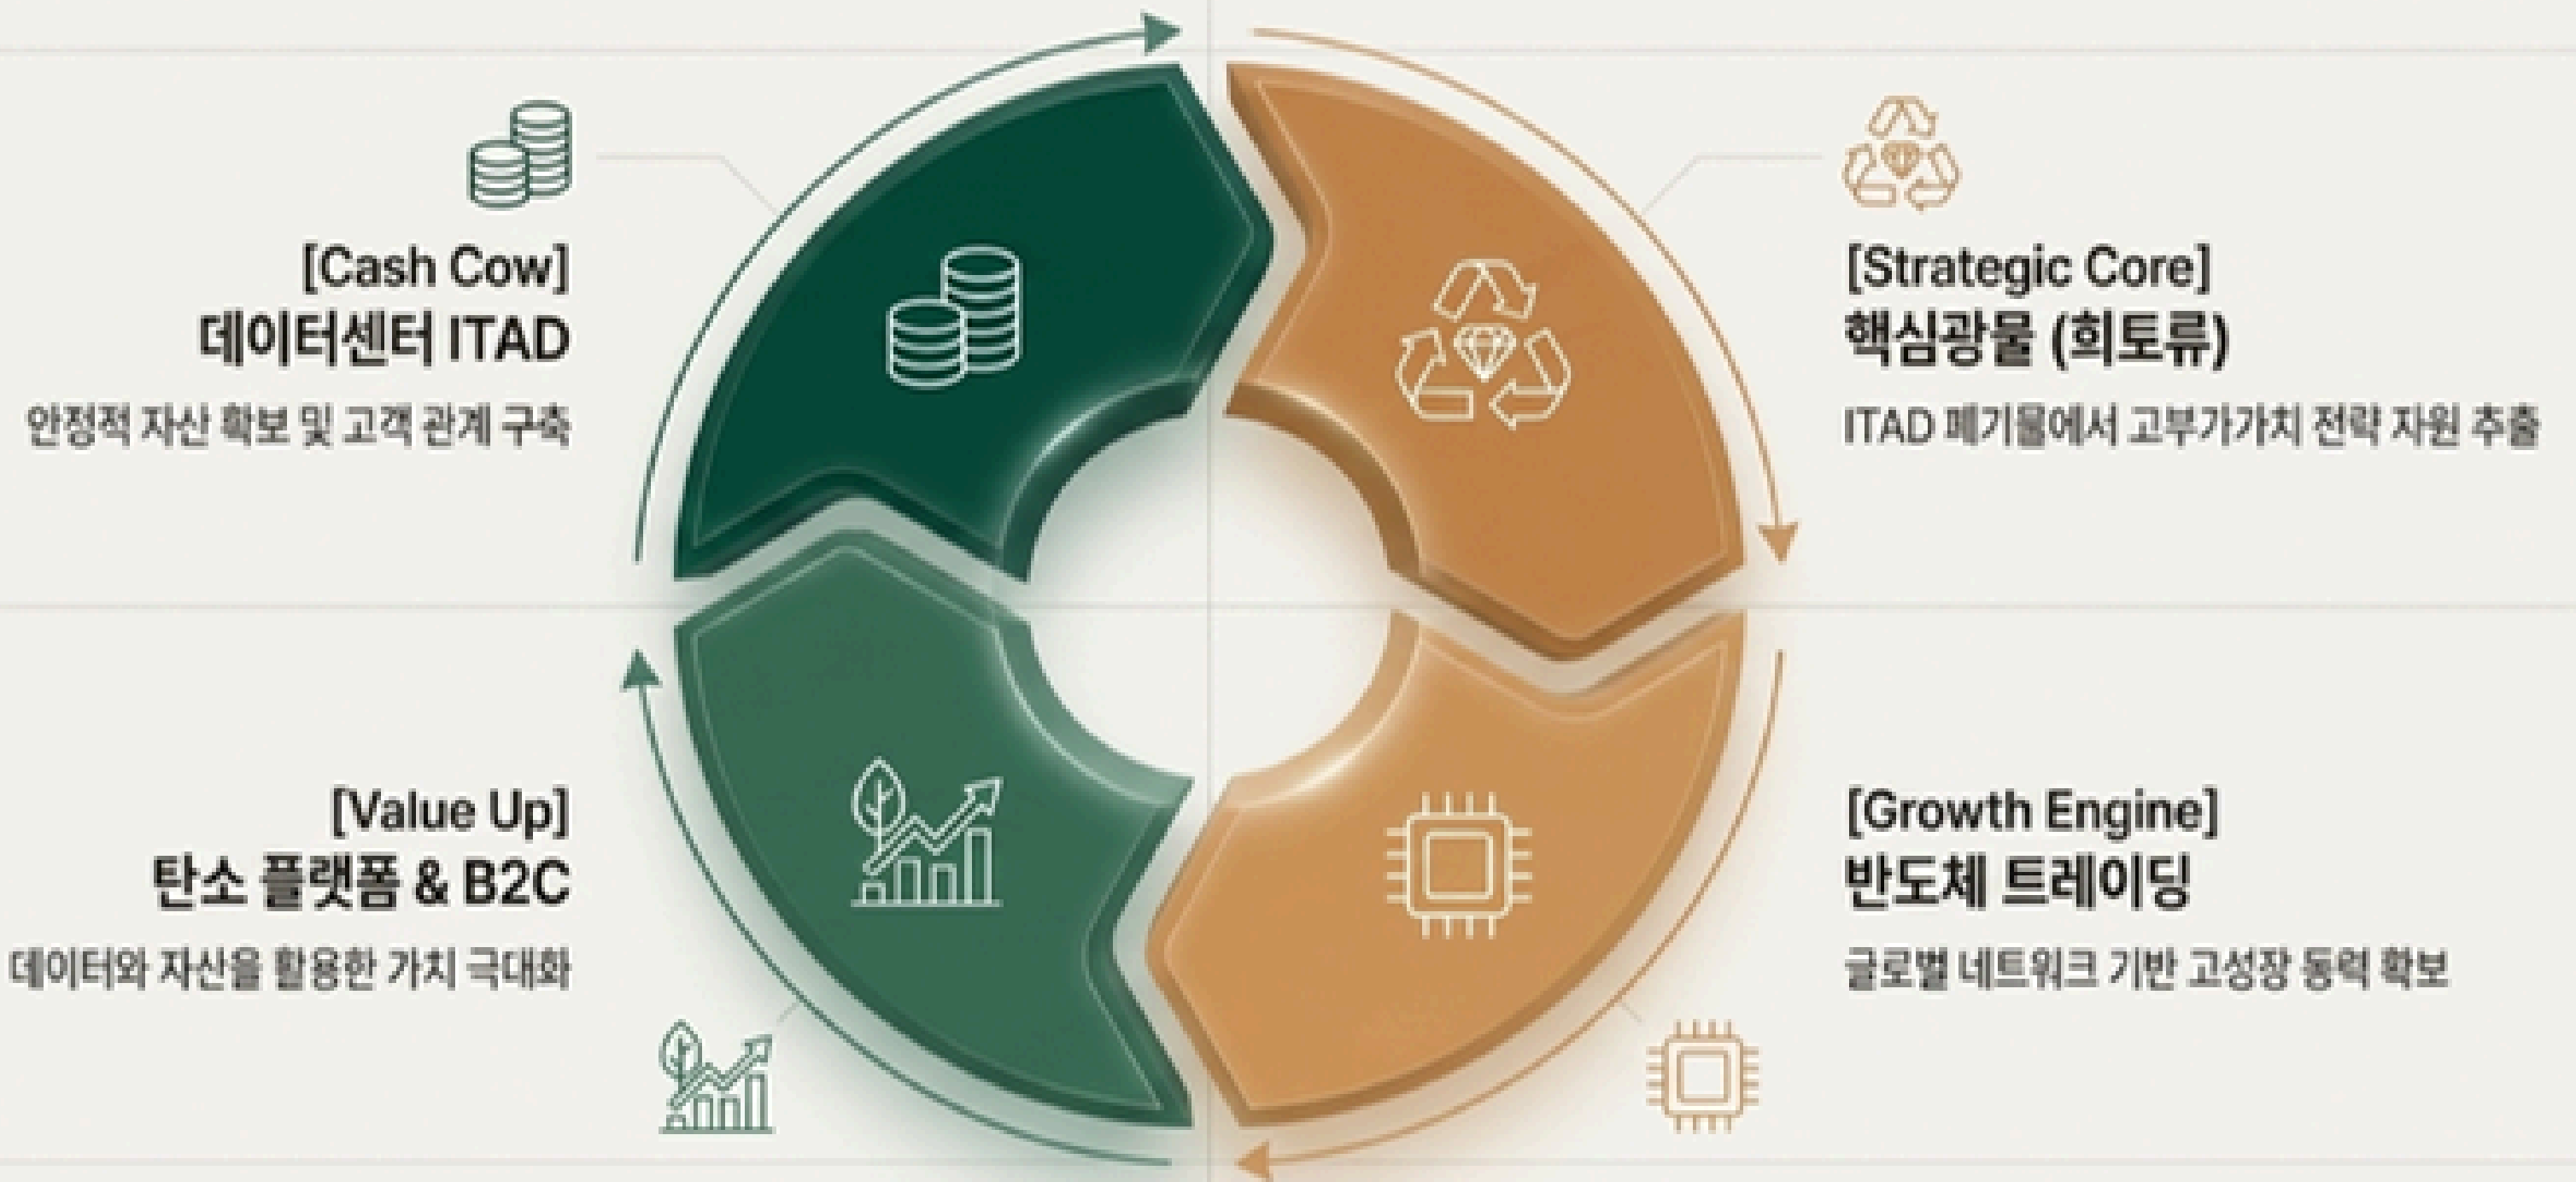 [Cash Cow]
데이터센터 ITAD
안정적 자산 확보 및 고객 관계 구축
[Strategic Core]
핵심광물 (희토류)
ITAD 폐기물에서 고부가가치 전략 자원 추출
[Value Up]
탄소 플랫폼 & B2C
데이터와 자산을 활용한 가치 극대화
[Growth Engine]
반도체 트레이딩
글로벌 네트워크 기반 고성장 동력 확보